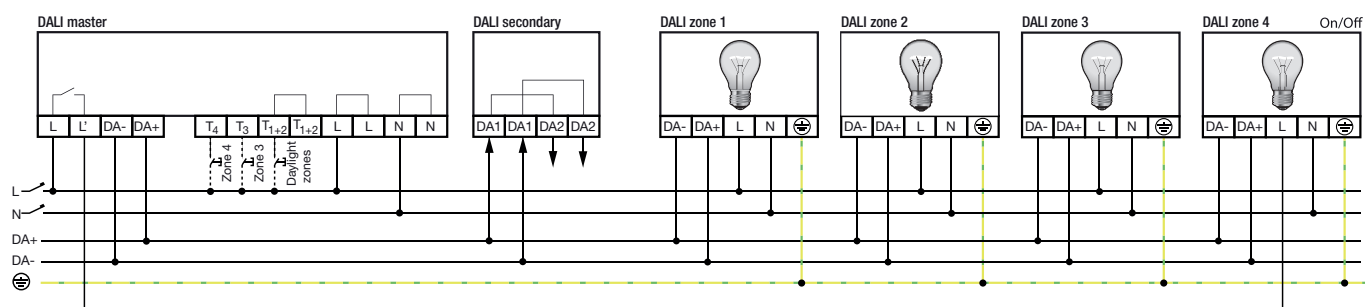 DALI master
DALI secondary
DALI zone 1
DALI zone 2
DALI zone 3
DALI zone 4
On/Off
L L' DA- DA+ T4 T3 T1+2 T1+2 L L N N
DA1 DA1 DA2 DA2
DA- DA+ L N
DA- DA+ L N
DA- DA+ L N
DA- DA+ L N
Zone 4
Zone 3
Daylight
zones
L
N
DA+
DA-